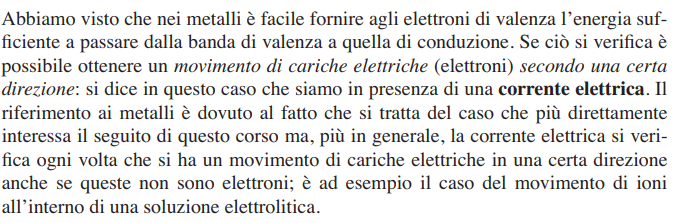 Abbiamo visto che nei metalli è facile fornire agli elettroni di valenza l'energia suf-
ficiente a passare dalla banda di valenza a quella di conduzione. Se ciò si verifica è
possibile ottenere un movimento di cariche elettriche (elettroni) secondo una certa
direzione: si dice in questo caso che siamo in presenza di una corrente elettrica. Il
riferimento ai metalli è dovuto al fatto che si tratta del caso che più direttamente
interessa il seguito di questo corso ma, più in generale, la corrente elettrica si veri-
fica ogni volta che si ha un movimento di cariche elettriche in una certa direzione
anche se queste non sono elettroni; è ad esempio il caso del movimento di ioni
all'interno di una soluzione elettrolitica.